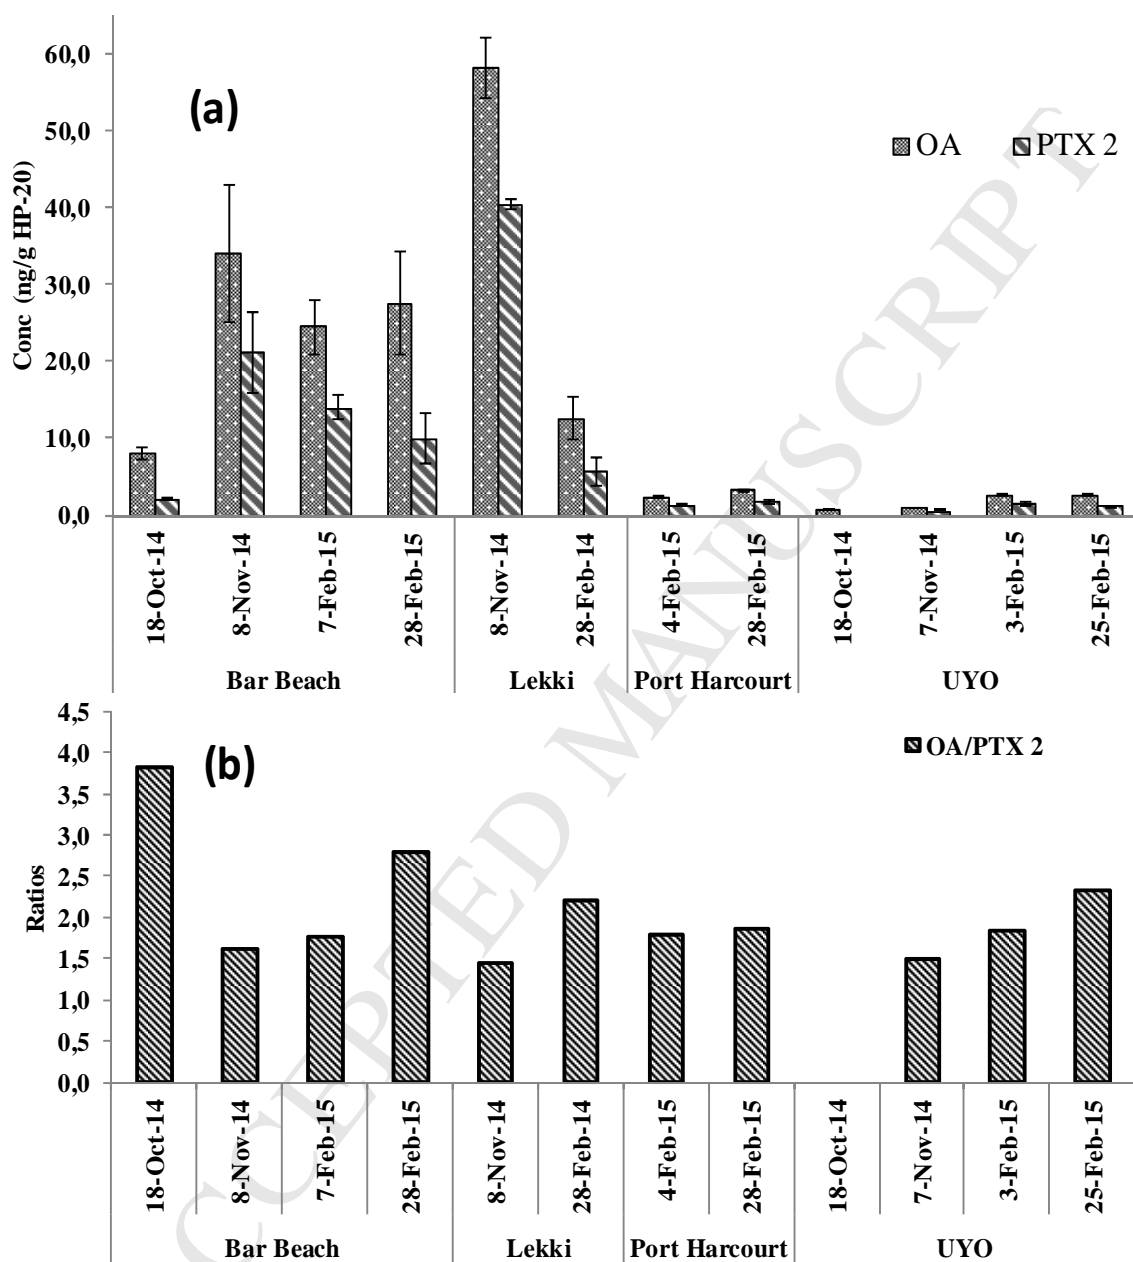 60,0
(a)
50,0
OA PTX 2
40,0
30,0
20,0
10,0
0,0
Conc (ng/g HP-20)
18-Oct-14 8-Nov-14 7-Feb-15 28-Feb-15 8-Nov-14 28-Feb-14 4-Feb-15 28-Feb-15 18-Oct-14 7-Nov-14 3-Feb-15 25-Feb-15
Bar Beach Lekki Port Harcourt UYO
4,5
(b)
OA/PTX 2
4,0
3,5
3,0
2,5
2,0
1,5
1,0
0,5
0,0
Ratios
18-Oct-14 8-Nov-14 7-Feb-15 28-Feb-15 8-Nov-14 28-Feb-14 4-Feb-15 28-Feb-15 18-Oct-14 7-Nov-14 3-Feb-15 25-Feb-15
Bar Beach Lekki Port Harcourt UYO
CCEPTED MANUSCRIPT